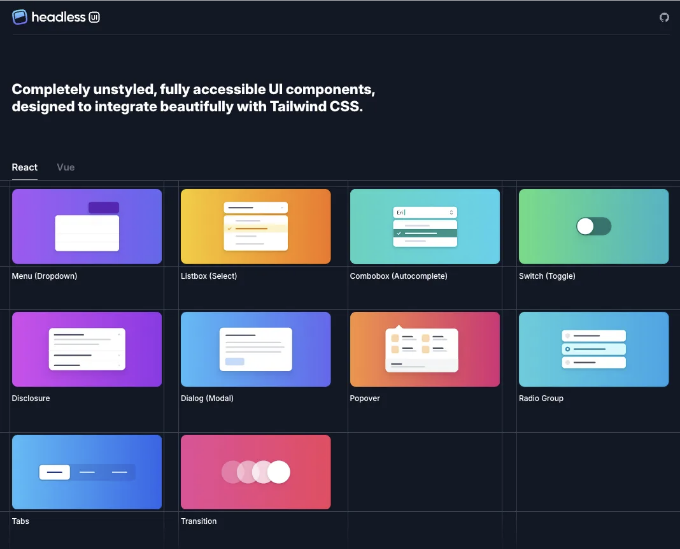 headless UI
Completely unstyled, fully accessible UI components,
designed to integrate beautifully with Tailwind CSS.
React Vue
Menu (Dropdown) Listbox (Select) Combobox (Autocomplete) Switch (Toggle)
Disclosure Dialog (Modal) Popover Radio Group
Tabs Transition